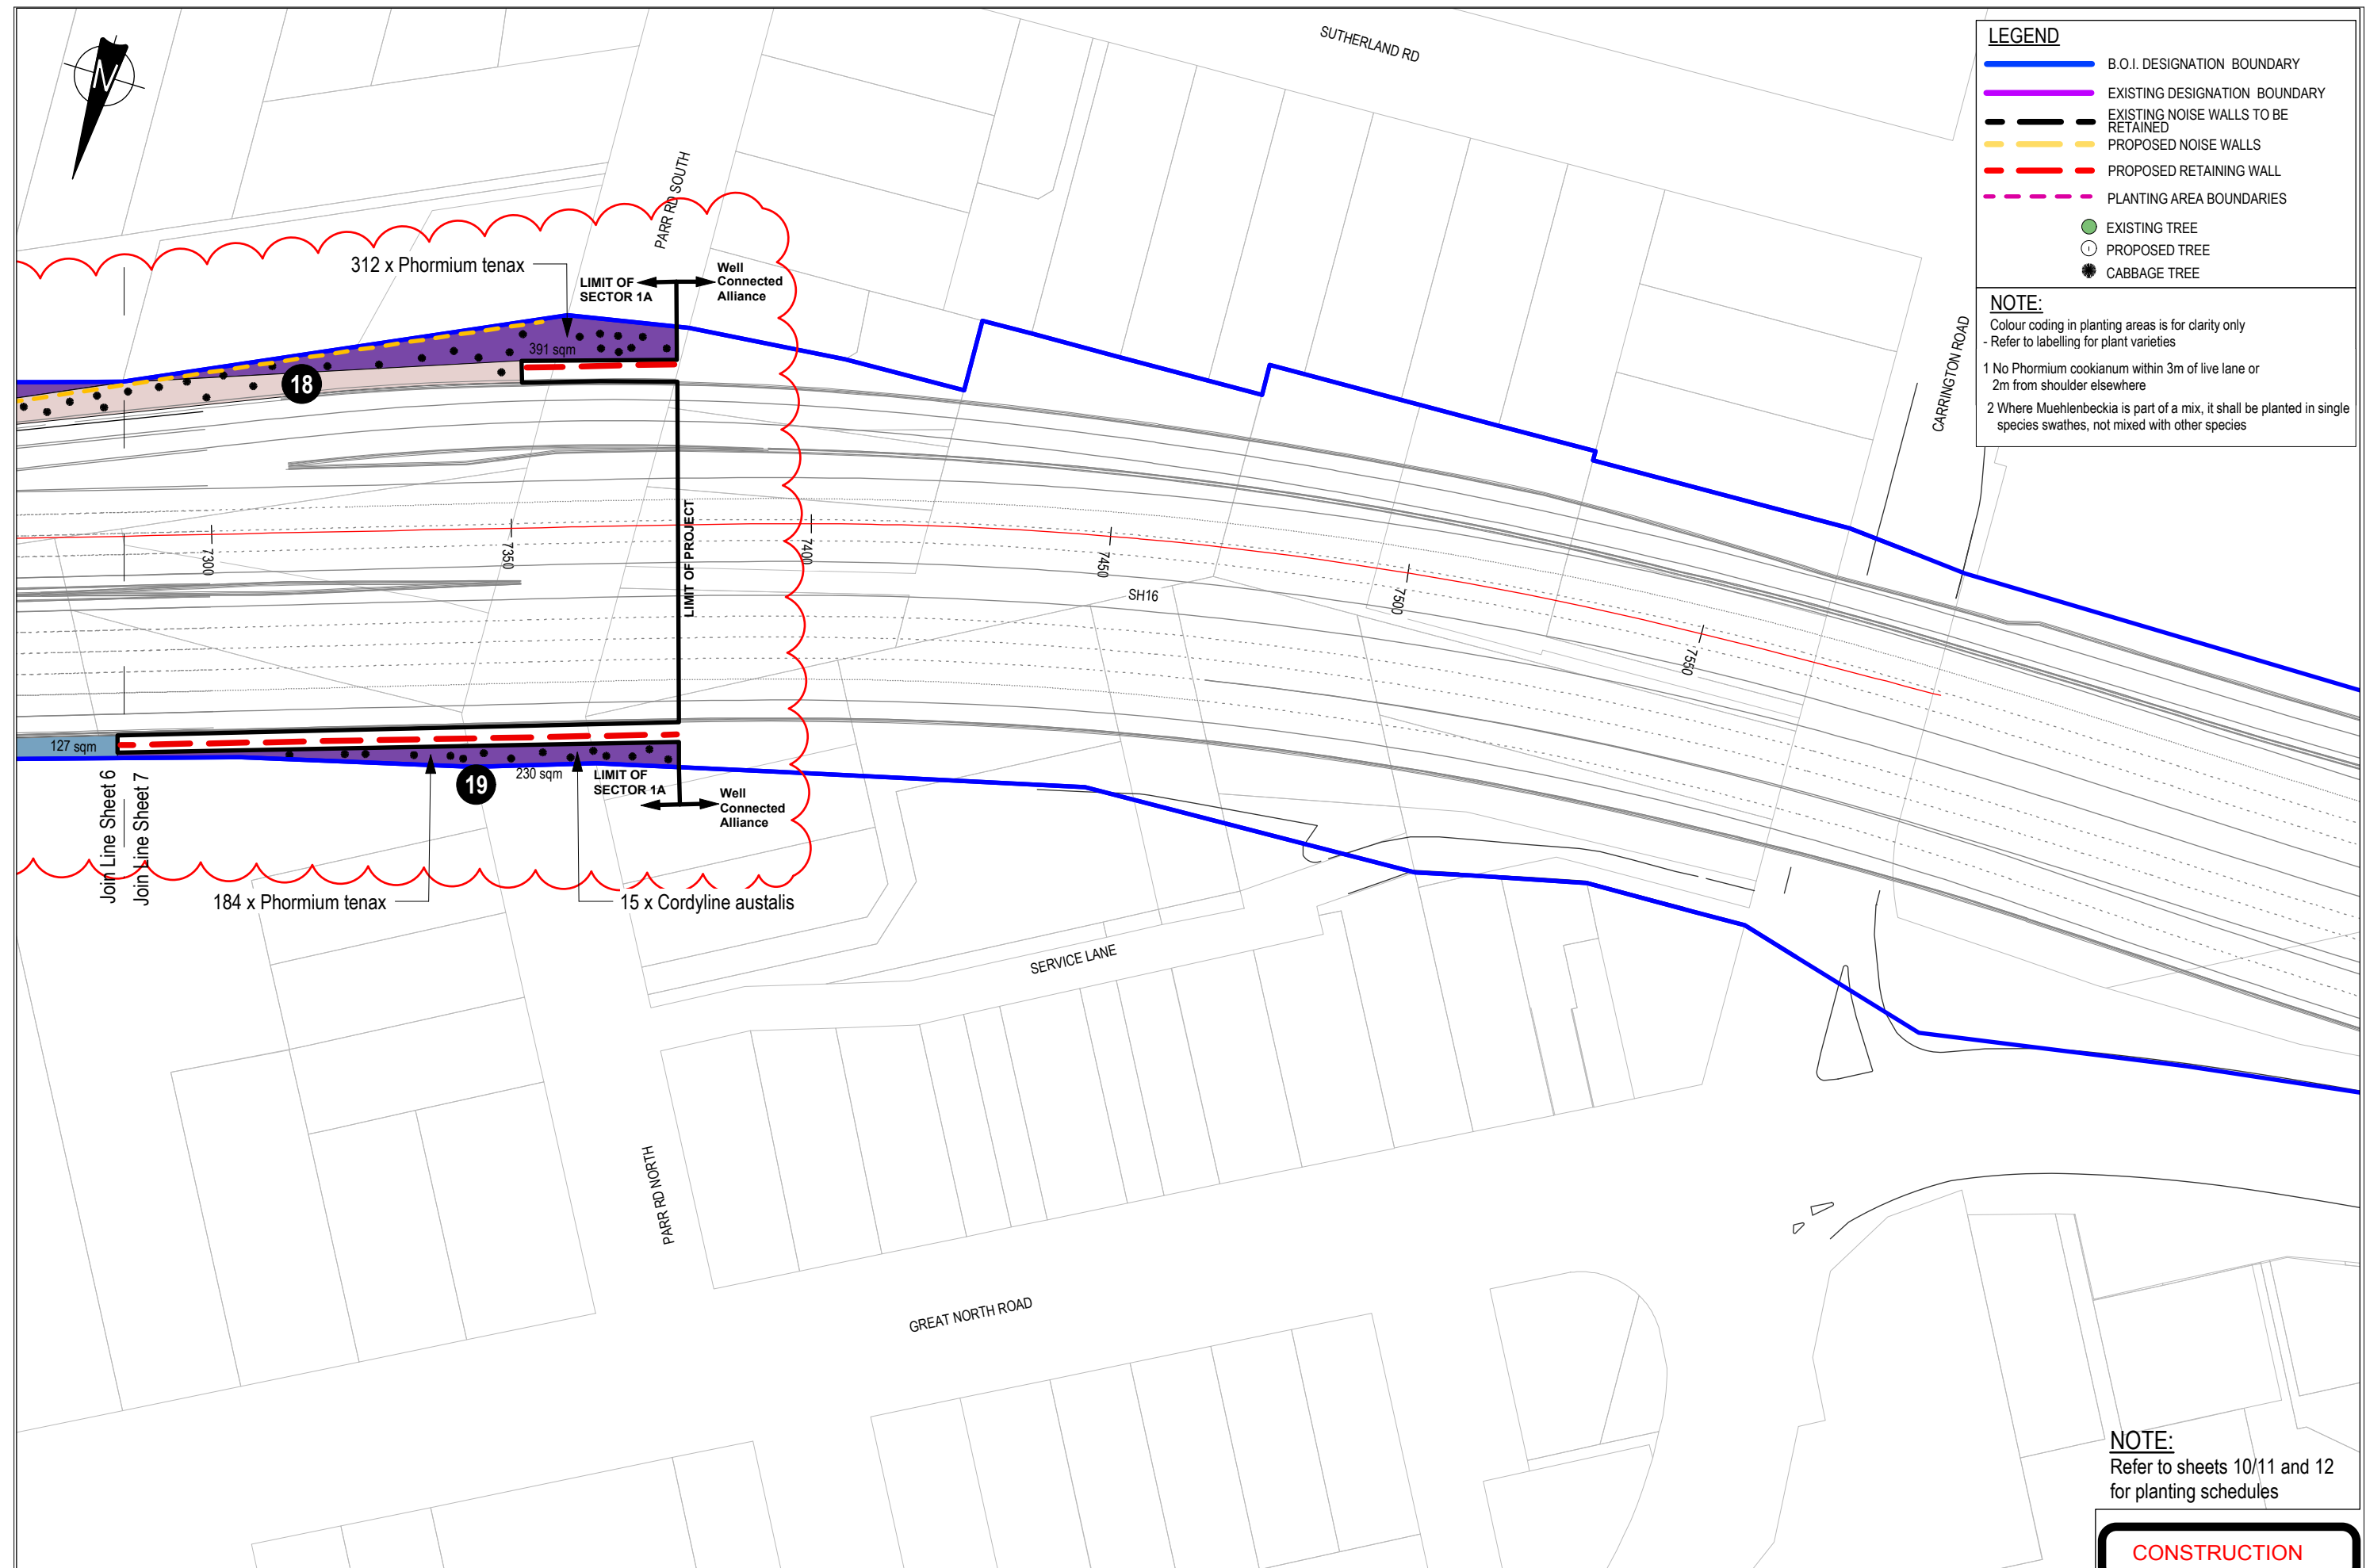 SUTHERLAND RD
N
PARR RD SOUTH
312 x Phormium tenax
LIMIT OF
SECTOR 1A
Well
Connected
Alliance
391 sqm
18
LIMIT OF PROJECT
7300
7350
7400
7450
7500
7550
SH16
CARRINGTON ROAD
127 sqm
19
230 sqm
LIMIT OF
SECTOR 1A
Well
Connected
Alliance
Join Line Sheet 6
Join Line Sheet 7
184 x Phormium tenax
15 x Cordyline austalis
SERVICE LANE
PARR RD NORTH
GREAT NORTH ROAD
LEGEND
B.O.I. DESIGNATION BOUNDARY
EXISTING DESIGNATION BOUNDARY
EXISTING NOISE WALLS TO BE
RETAINED
PROPOSED NOISE WALLS
PROPOSED RETAINING WALL
PLANTING AREA BOUNDARIES
EXISTING TREE
PROPOSED TREE
CABBAGE TREE
NOTE:
Colour coding in planting areas is for clarity only
- Refer to labelling for plant varieties
1 No Phormium cookianum within 3m of live lane or
2m from shoulder elsewhere
2 Where Muehlenbeckia is part of a mix, it shall be planted in single
species swathes, not mixed with other species
NOTE:
Refer to sheets 10/11 and 12
for planting schedules
CONSTRUCTION